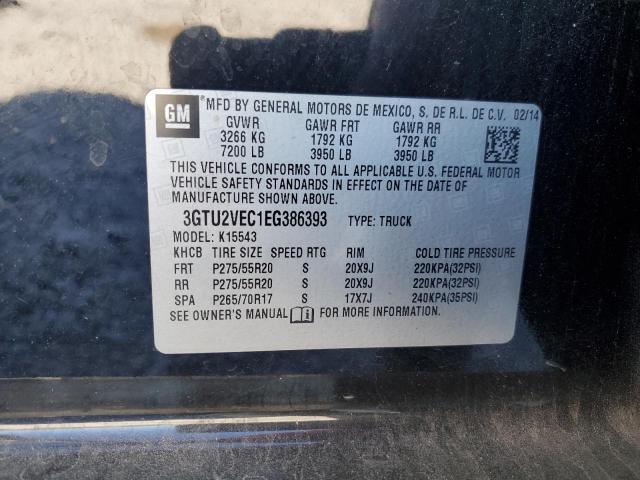 GM MFD BY GENERAL MOTORS DE MEXICO, S. DE R.L. DE C.V. 02/14
GVWR GAWR FRT GAWR RR
3266 KG 1792 KG 1792 KG
7200 LB 3950 LB 3950 LB
THIS VEHICLE CONFORMS TO ALL APPLICABLE U.S. FEDERAL MOTOR
VEHICLE SAFETY STANDARDS IN EFFECT ON THE DATE OF
MANUFACTURE SHOWN ABOVE.
3GTU2VEC1EG386393 TYPE: TRUCK
MODEL: K15543
KHCB TIRE SIZE SPEED RTG RIM COLD TIRE PRESSURE
FRT P275/55R20 S 20X9J 220KPA(32PSI)
RR P275/55R20 S 20X9J 220KPA(32PSI)
SPA P265/70R17 S 17X7J 240KPA(35PSI)
SEE OWNER'S MANUAL FOR MORE INFORMATION.